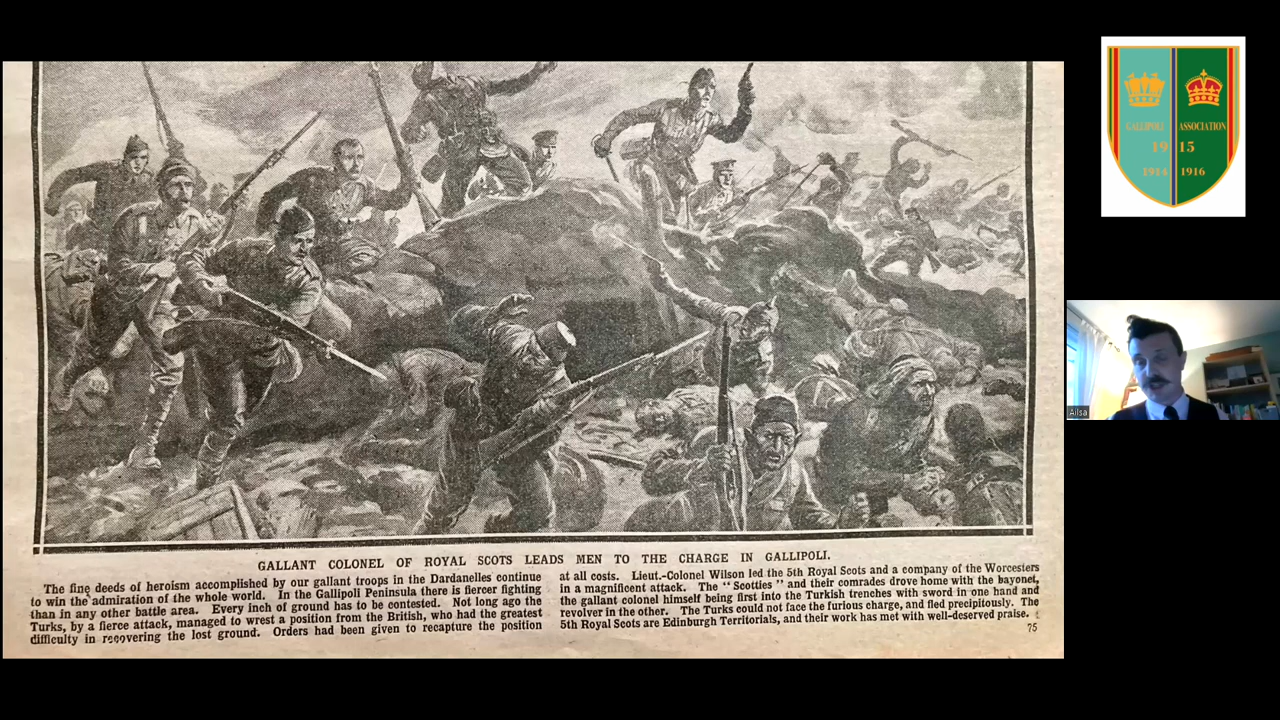 GALLIPOLI ASSOCIATION
19 15
1914 1916
Ailsa
GALLANT COLONEL OF ROYAL SCOTS LEADS MEN TO THE CHARGE IN GALLIPOLI.
The fine deeds of heroism accomplished by our gallant troops in the Dardanelles continue
to win the admiration of the whole world. In the Gallipoli Peninsula there is fiercer fighting
than in any other battle area. Every inch of ground has to be contested. Not long ago the
Turks, by a fierce attack, managed to wrest a position from the British, who had the greatest
difficulty in recovering the lost ground. Orders had been given to recapture the position
at all costs. Lieut.-Colonel Wilson led the 5th Royal Scots and a company of the Worcesters
in a magnificent attack. The “ Scotties ” and their comrades drove home with the bayonet,
the gallant colonel himself being first into the Turkish trenches with sword in one hand and
revolver in the other. The Turks could not face the furious charge, and fled precipitously. The
5th Royal Scots are Edinburgh Territorials, and their work has met with well-deserved praise.
75